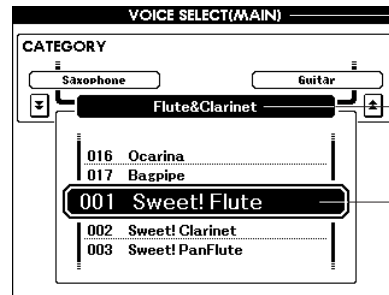 VOICE SELECT(MAIN)
CATEGORY
Saxophone Guitar
Flute&Clarinet
016 Ocarina
017 Bagpipe
001 Sweet! Flute
002 Sweet! Clarinet
003 Sweet! PanFlute